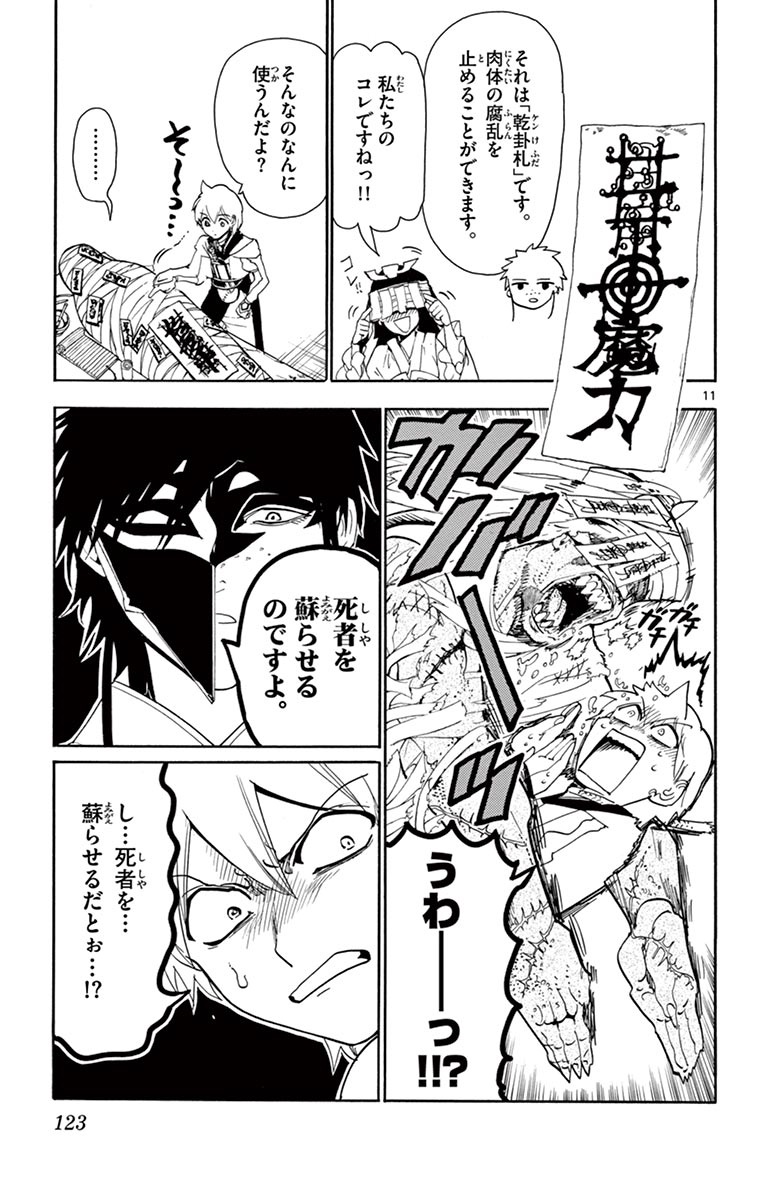 魔力
それは「乾卦札」です。
肉体の腐乱を
止めることができます。
私たちの
コレですねっ!!
ゴソ
そんなのなんに
使うんだよ?
そ〜〜っ…
………
11
ガバーーッ
ガチ
ガチ
うわーーっ
!!!?
死者を
蘇らせる
のですよ。
し…死者を…
蘇らせるだとぉ…!?
123